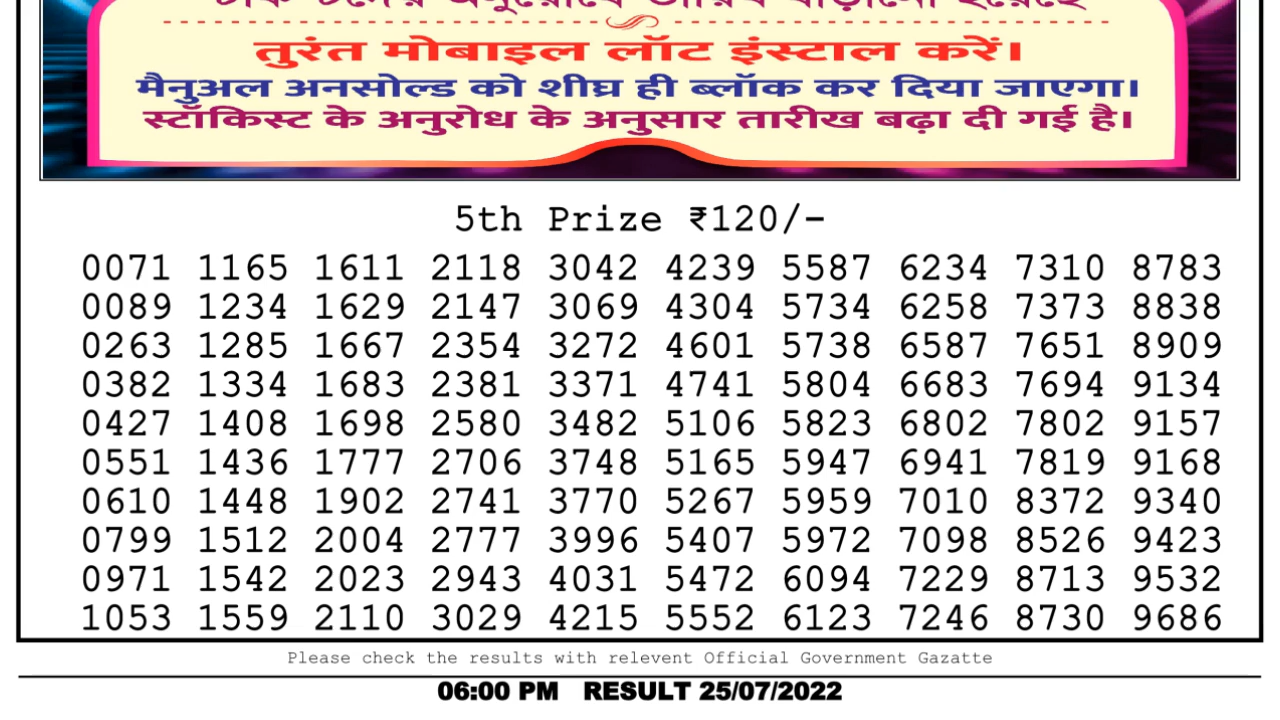 तुरंत मोबाइल लॉट इंस्टाल करें।
मैनुअल अनसोल्ड को शीघ्र ही ब्लॉक कर दिया जाएगा।
स्टॉकिस्ट के अनुरोध के अनुसार तारीख बढ़ा दी गई है।
5th Prize ₹120/-
0071 1165 1611 2118 3042 4239 5587 6234 7310 8783
0089 1234 1629 2147 3069 4304 5734 6258 7373 8838
0263 1285 1667 2354 3272 4601 5738 6587 7651 8909
0382 1334 1683 2381 3371 4741 5804 6683 7694 9134
0427 1408 1698 2580 3482 5106 5823 6802 7802 9157
0551 1436 1777 2706 3748 5165 5947 6941 7819 9168
0610 1448 1902 2741 3770 5267 5959 7010 8372 9340
0799 1512 2004 2777 3996 5407 5972 7098 8526 9423
0971 1542 2023 2943 4031 5472 6094 7229 8713 9532
1053 1559 2110 3029 4215 5552 6123 7246 8730 9686
Please check the results with relevent Official Government Gazatte
06:00 PM RESULT 25/07/2022